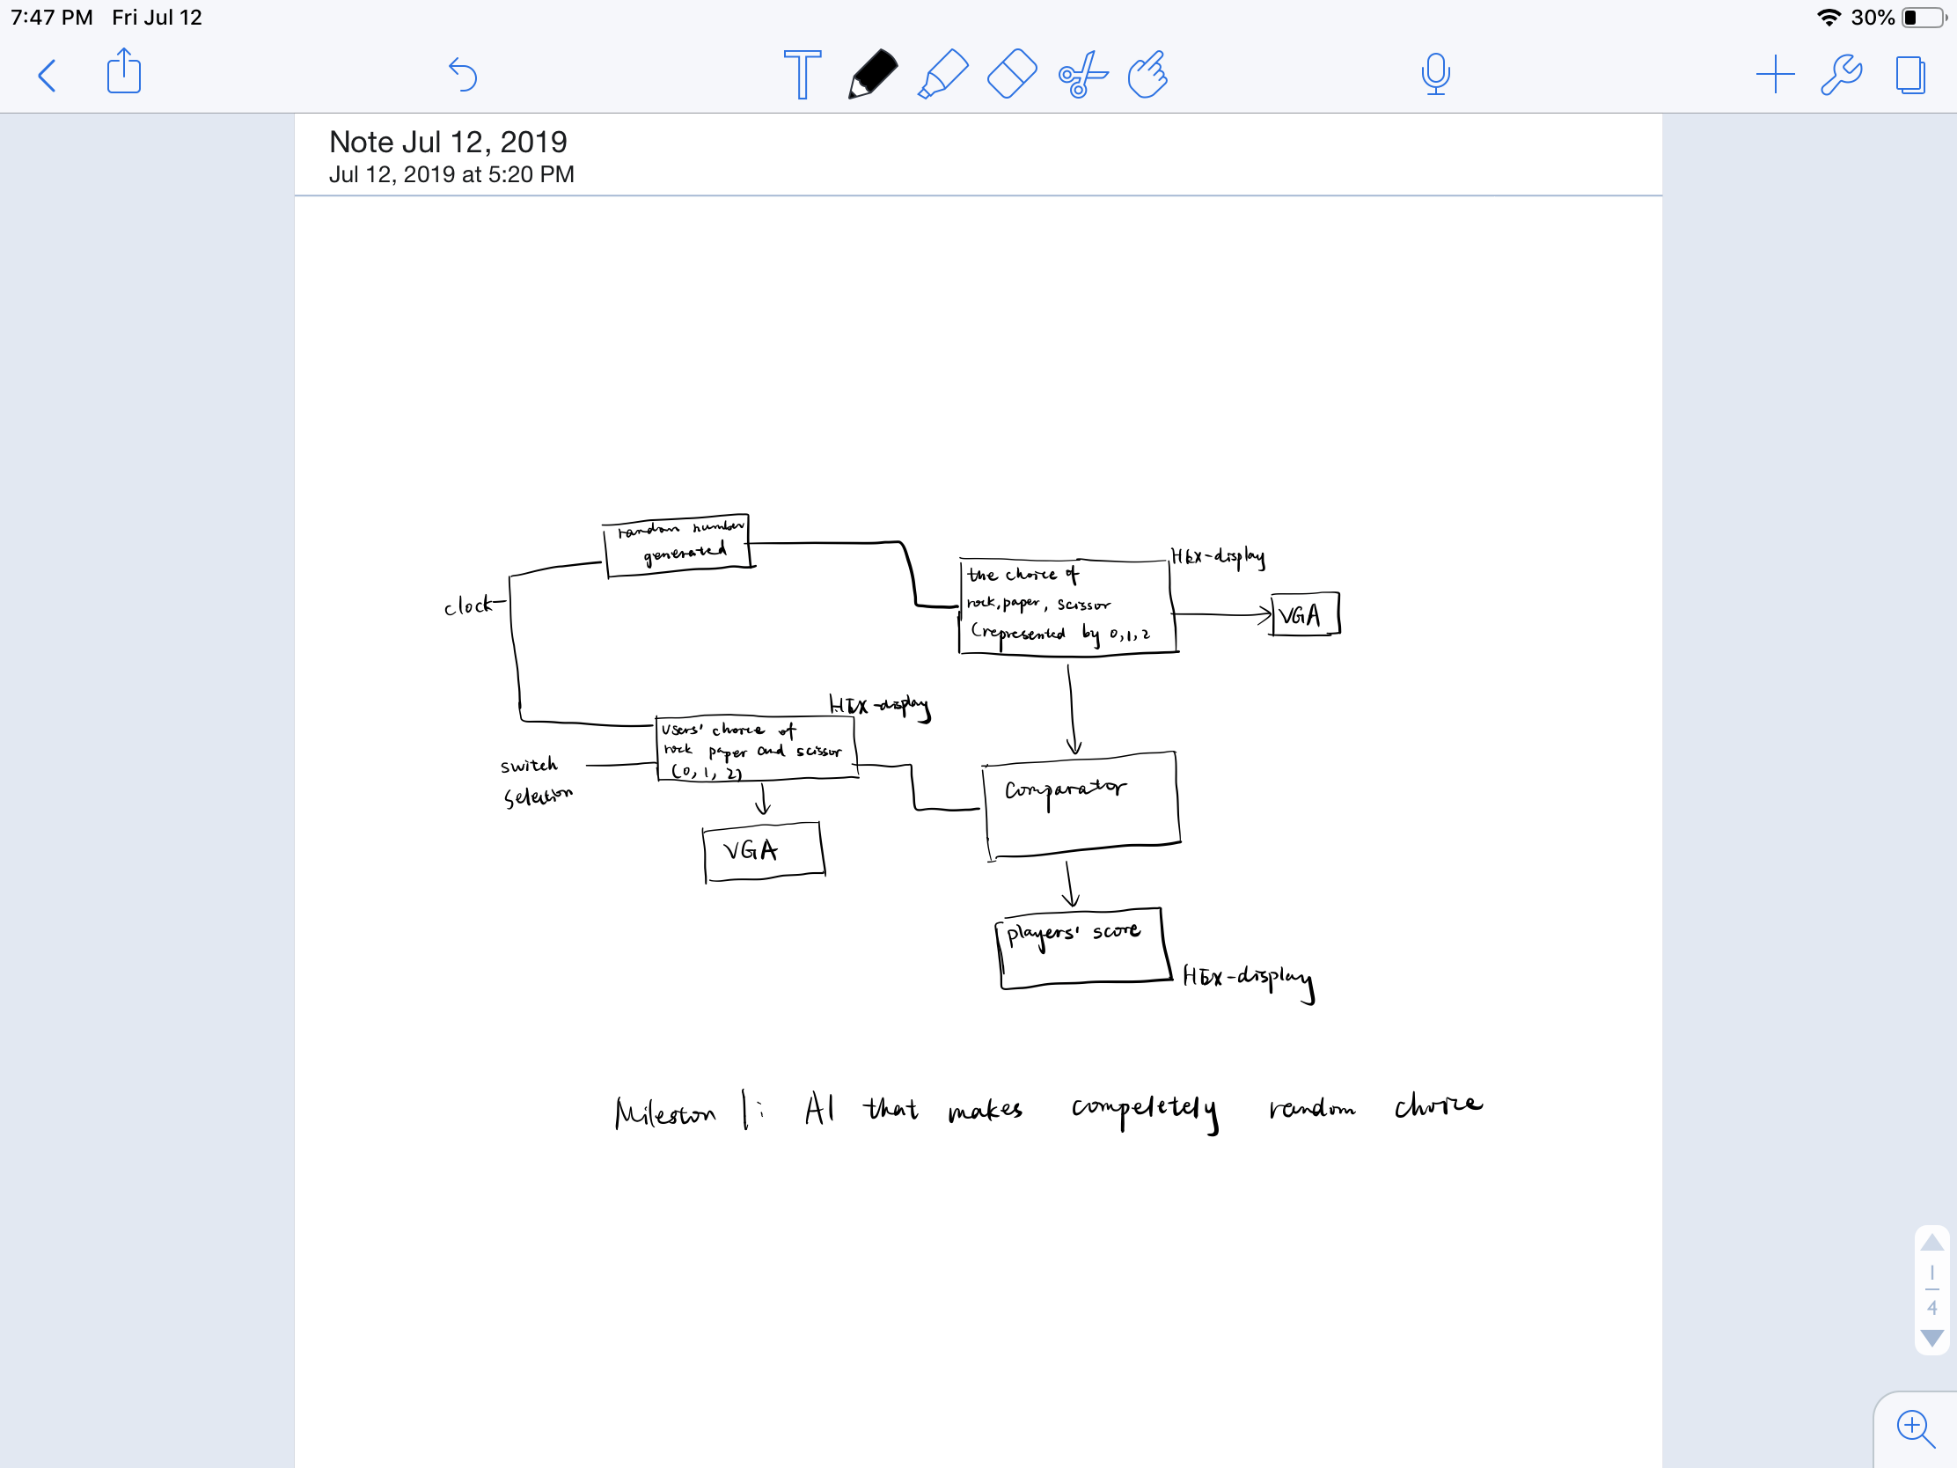 7:47 PM Fri Jul 12
30%
Note Jul 12, 2019
Jul 12, 2019 at 5:20 PM
random number
generated
HEX-display
the choice of
rock, paper, scissor
(represented by 0,1,2
VGA
clock
HEX-display
users' choice of
rock paper and scissor
(0, 1, 2)
switch
selection
VGA
Comparator
players' score
HEX-display
Mileston 1: AI that makes compeletely random choice
1
4